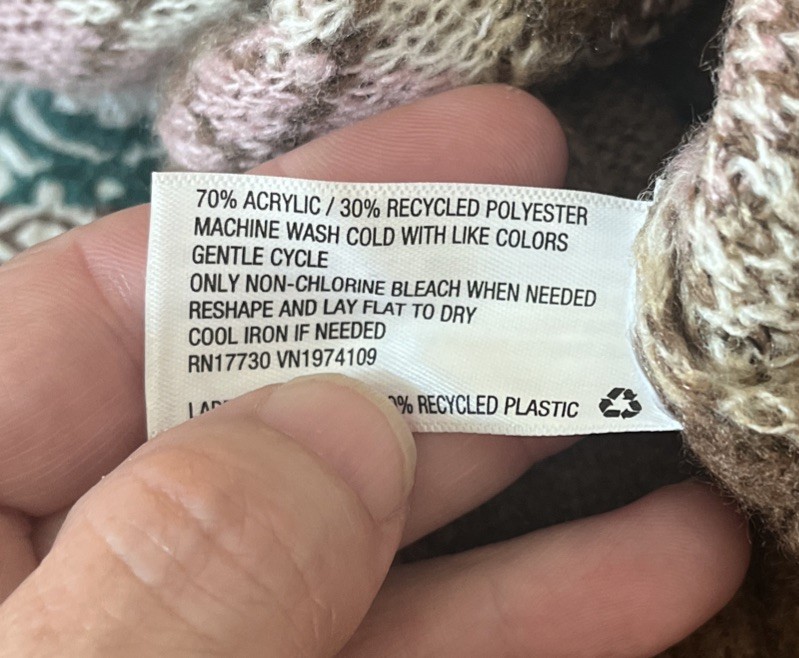 70% ACRYLIC / 30% RECYCLED POLYESTER
MACHINE WASH COLD WITH LIKE COLORS
GENTLE CYCLE
ONLY NON-CHLORINE BLEACH WHEN NEEDED
RESHAPE AND LAY FLAT TO DRY
COOL IRON IF NEEDED
RN17730 VN1974109
RECYCLED PLASTIC